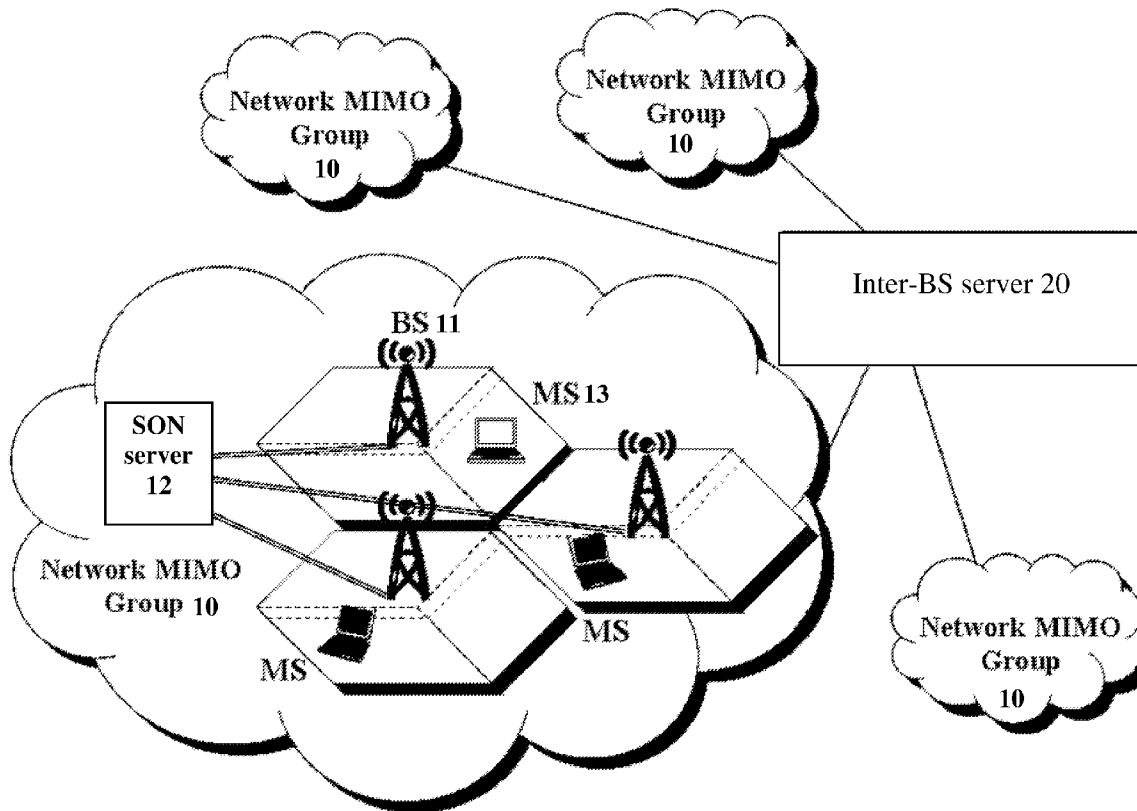 Network MIMO
Group
10
Network MIMO
Group
10
Inter-BS server 20
BS 11
MS 13
SON
server
12
Network MIMO
Group 10
MS
MS
Network MIMO
Group
10